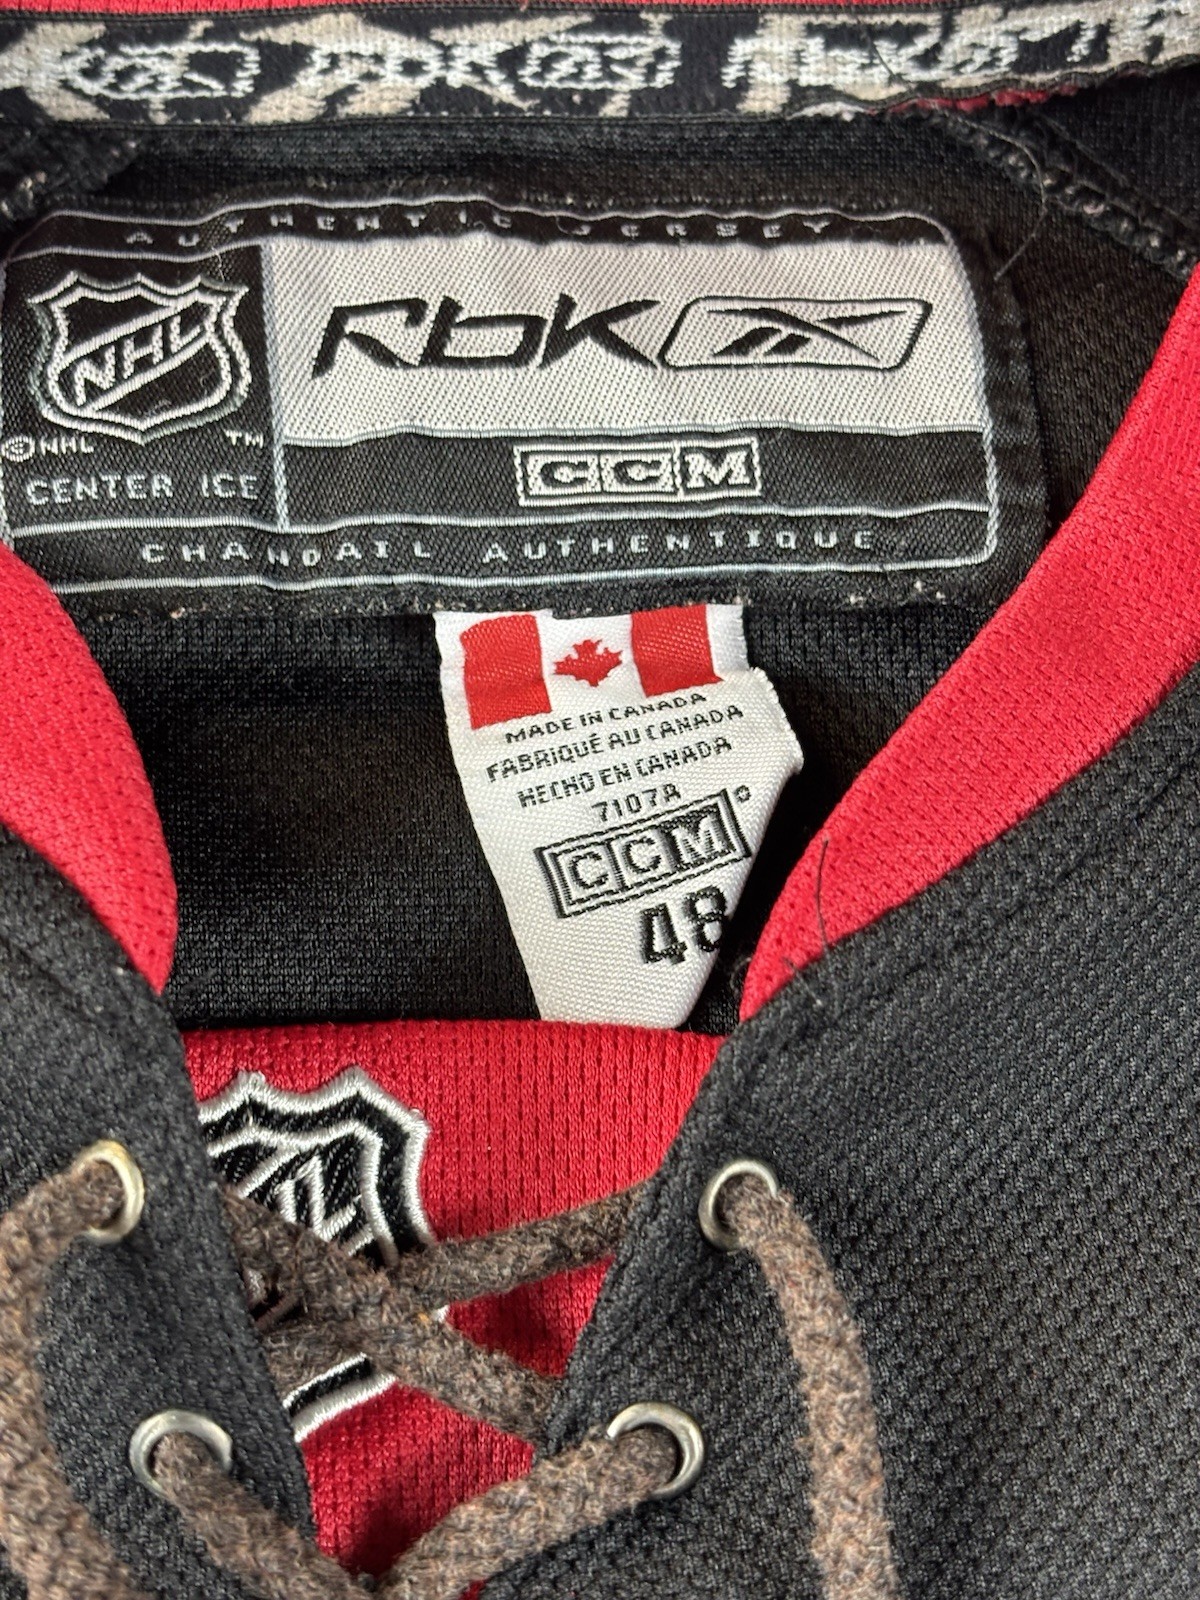 AUTHENTIC JERSEY
NHL
Rbk
©NHL
TM
CENTER ICE
CCM
CHANDAIL AUTHENTIQUE
MADE IN CANADA
FABRIQUÉ AU CANADA
HECHO EN CANADA
7107A
CCM
48